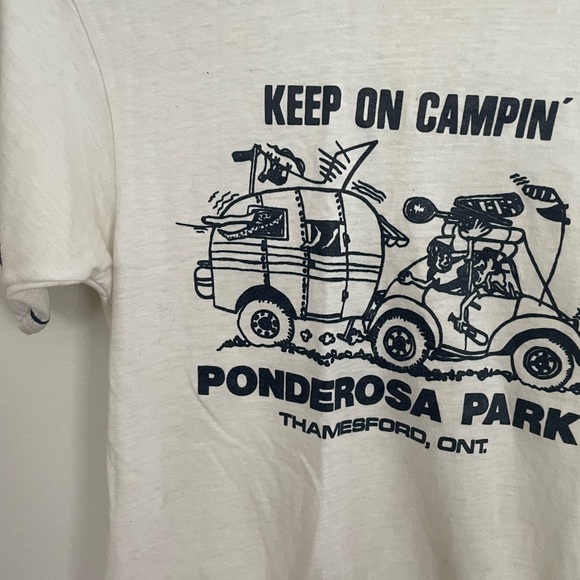 KEEP ON CAMPIN'
PONDEROSA PARK
THAMESFORD, ONT.